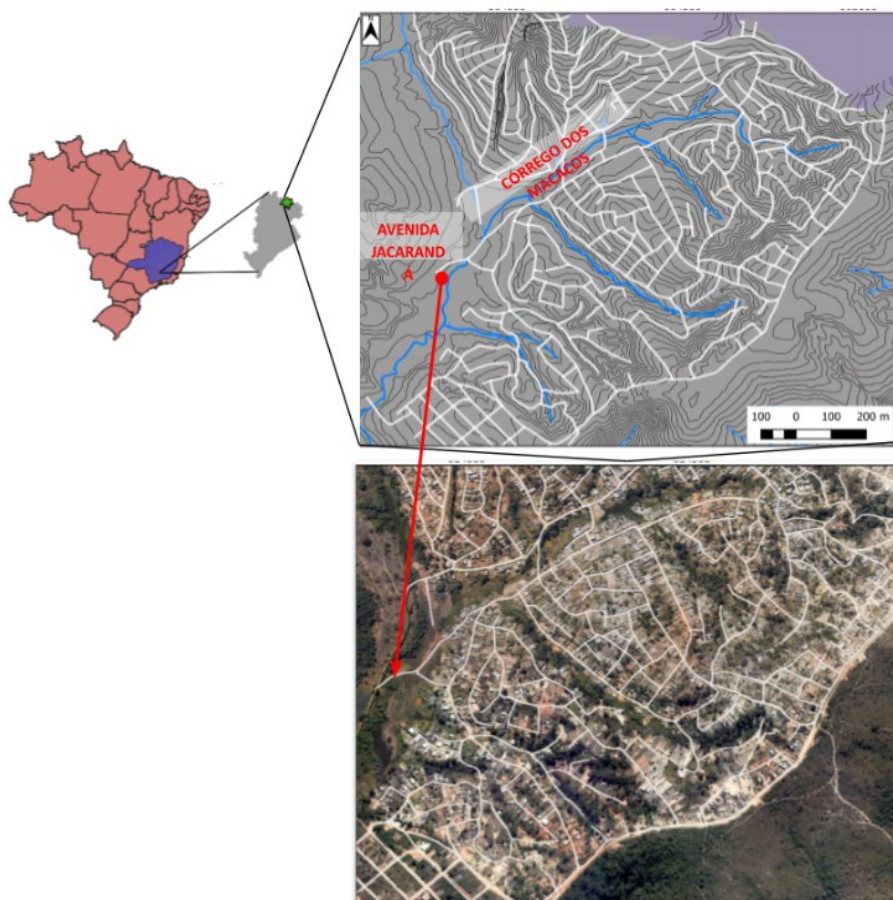 N
CÓRREGO DOS
MACACOS
AVENIDA
JACARAND
Á
100 0 100 200 m